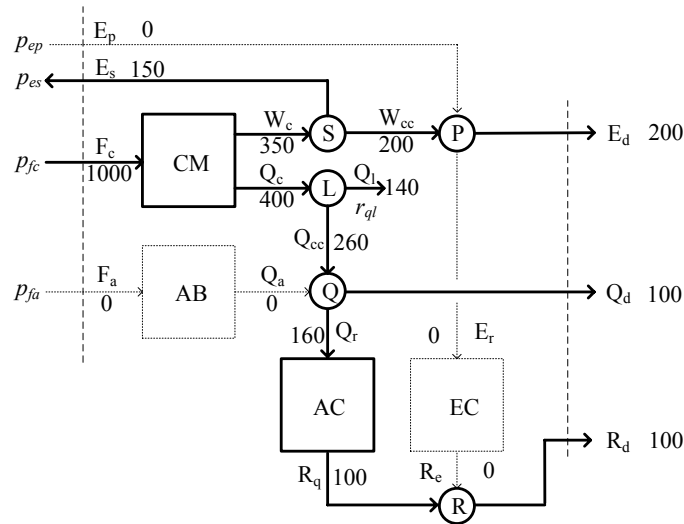 p_ep E_p 0
p_es E_s 150
W_c W_cc
S P E_d 200
350 200
p_fc F_c CM
1000
Q_c L Q_l 140
400 r_ql
Q_cc 260
p_fa F_a AB Q_a Q Q_d 100
0 0
160 Q_r 0 E_r
AC EC
R_d 100
R_q 100 R_e 0
R